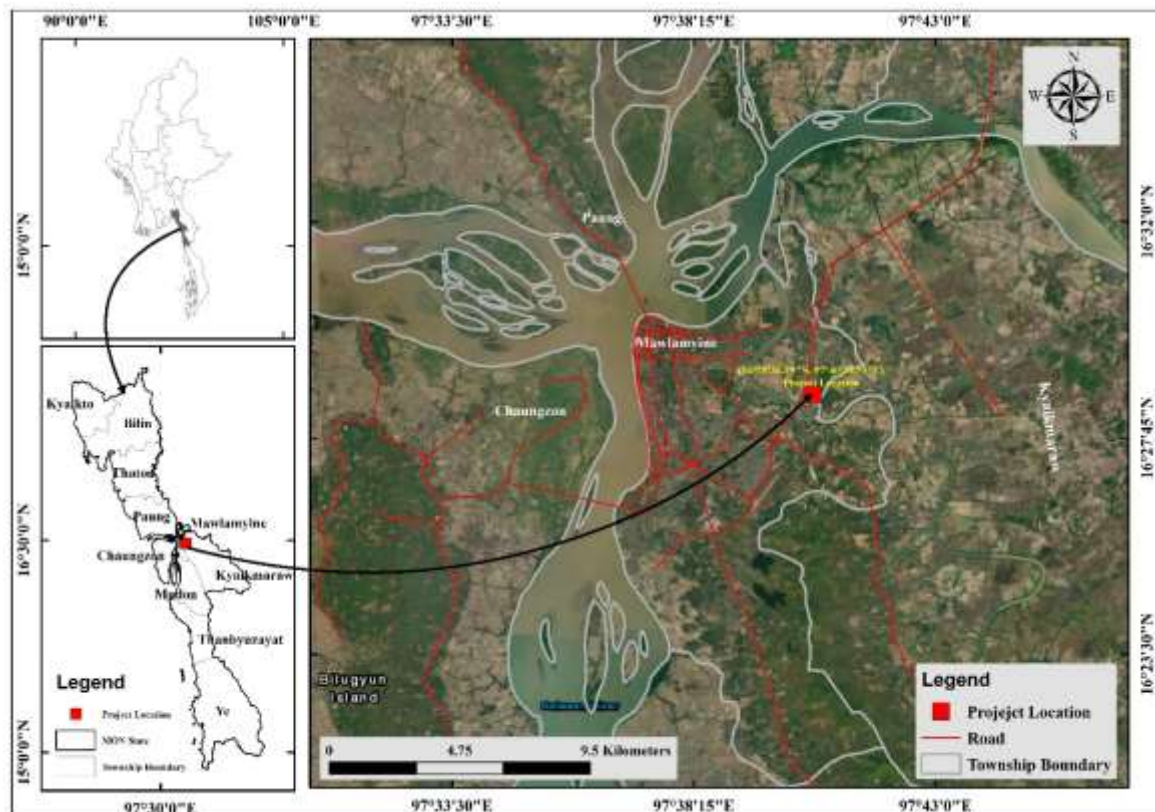 90°0'0"E
105°0'0"E
97°33'30"E
97°38'15"E
97°43'0"E
15°0'0"N
N
W
E
S
16°32'0"N
Paung
Mawlamyine
Project Location
Chaungzon
16°27'45"N
Kyaikto
Bilin
Thaton
Paung
Mawlamyine
16°30'0"N
Chaungzon
Kyaikmaraw
Mudon
Thanbyuzayat
Ye
Legend
Project Location
MON State
Township Boundary
15°0'0"N
97°30'0"E
16°23'30"N
Bilugyun
Island
0
4.75
9.5 Kilometers
Legend
Projejct Location
Road
Township Boundary
97°33'30"E
97°38'15"E
97°43'0"E